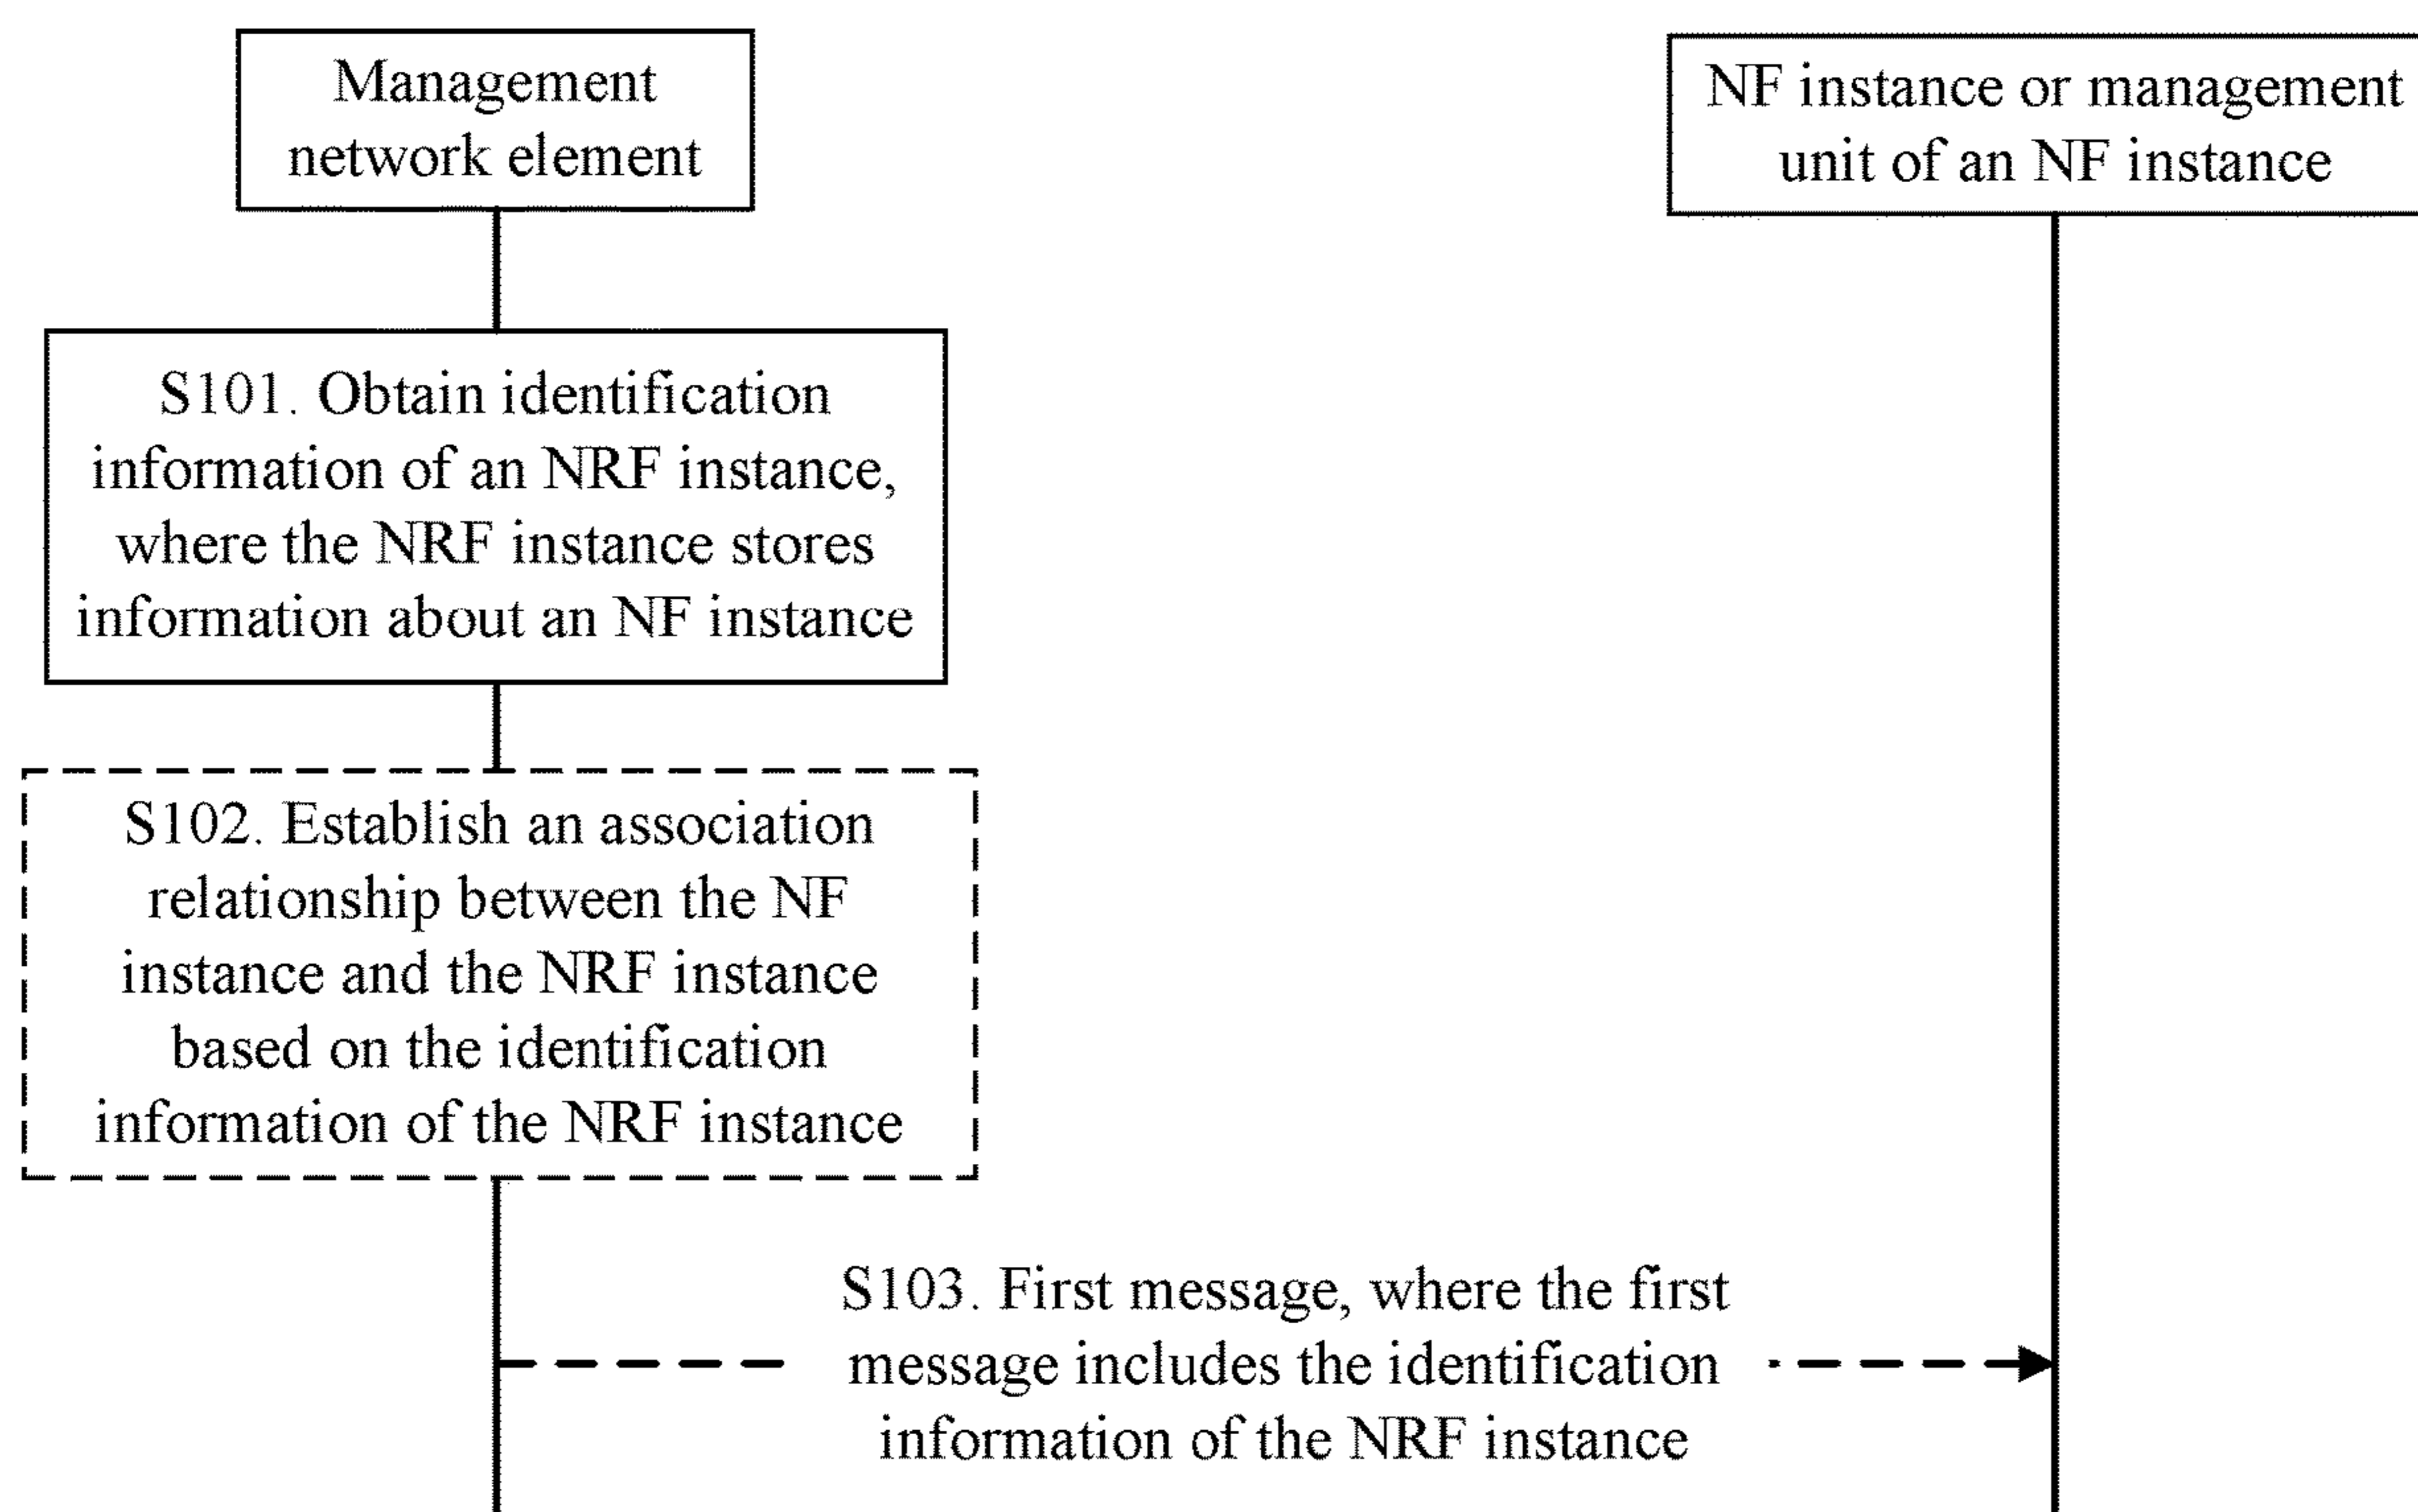 Management
network element
NF instance or management
unit of an NF instance
S101. Obtain identification
information of an NRF instance,
where the NRF instance stores
information about an NF instance
S102. Establish an association
relationship between the NF
instance and the NRF instance
based on the identification
information of the NRF instance
S103. First message, where the first
message includes the identification
information of the NRF instance